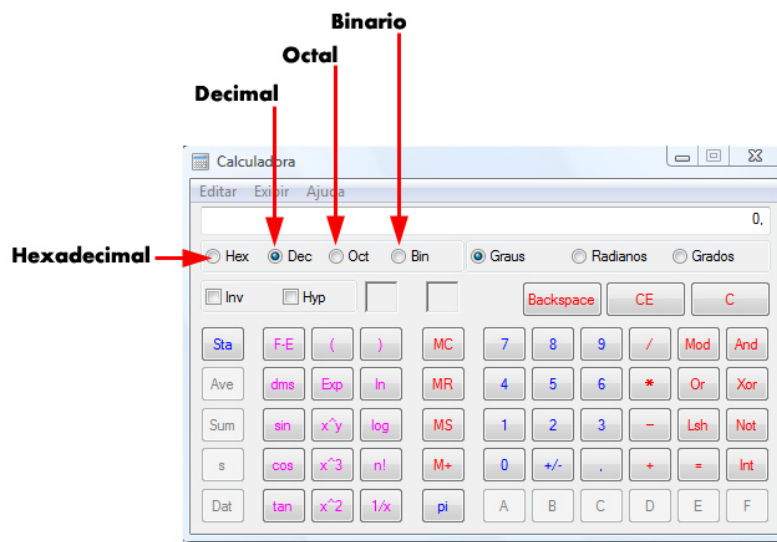 Binario
Octal
Decimal
Calculadora
Editar Exibir Ajuda
0,
Hexadecimal
Hex Dec Oct Bin Graus Radianos Grados
Inv Hyp Backspace CE C
Sta F-E ( ) MC 7 8 9 / Mod And
Ave dms Exp ln MR 4 5 6 * Or Xor
Sum sin x^y log MS 1 2 3 - Lsh Not
s cos x^3 n! M+ 0 +/- , + = Int
Dat tan x^2 1/x pi A B C D E F